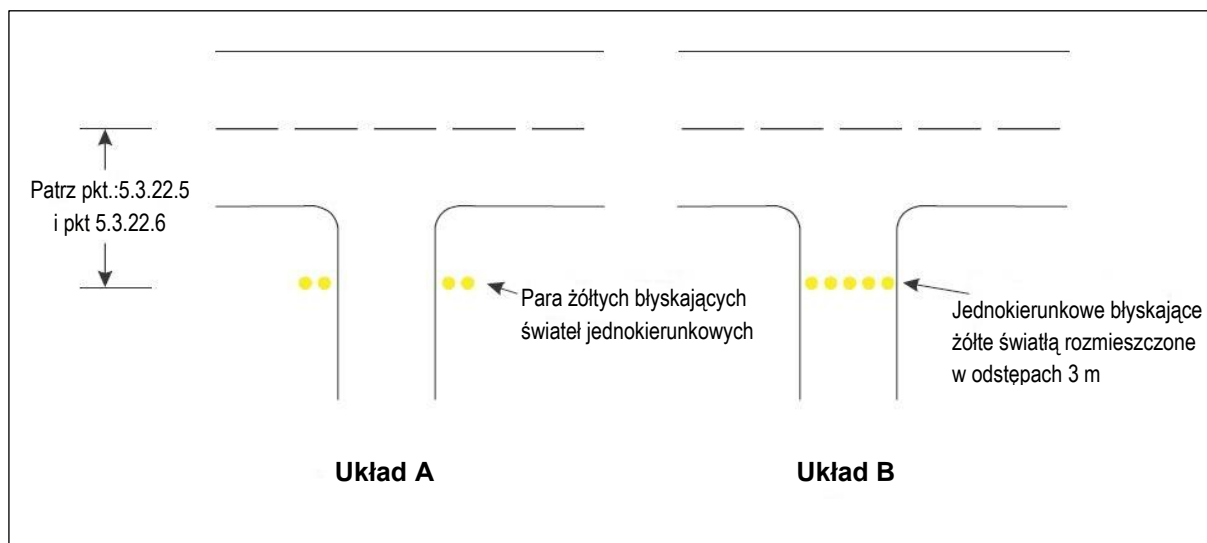 Patrz pkt.:5.3.22.5
i pkt 5.3.22.6
Para żółtych błyskających
świateł jednokierunkowych
Jednokierunkowe błyskające
żółte światłą rozmieszczone
w odstępach 3 m
Układ A
Układ B